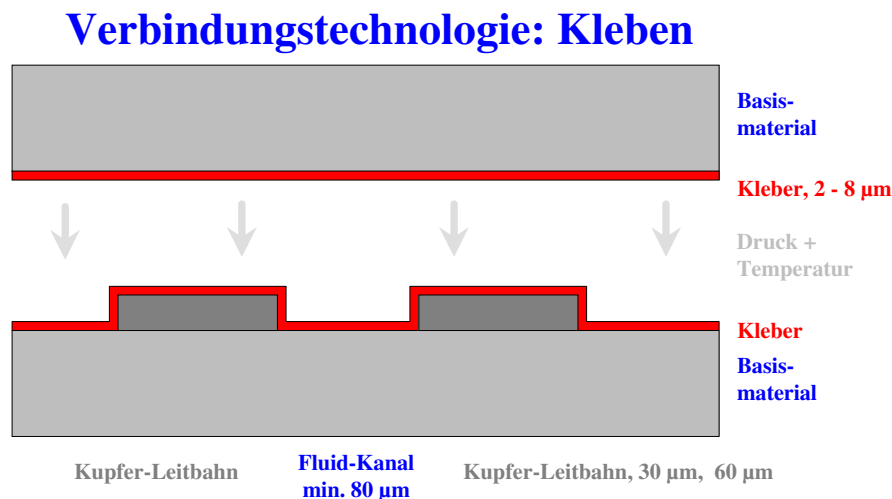 Verbindungstechnologie: Kleben
Basis-
material
Kleber, 2 - 8 µm
Druck +
Temperatur
Kleber
Basis-
material
Kupfer-Leitbahn
Fluid-Kanal
min. 80 µm
Kupfer-Leitbahn, 30 µm, 60 µm